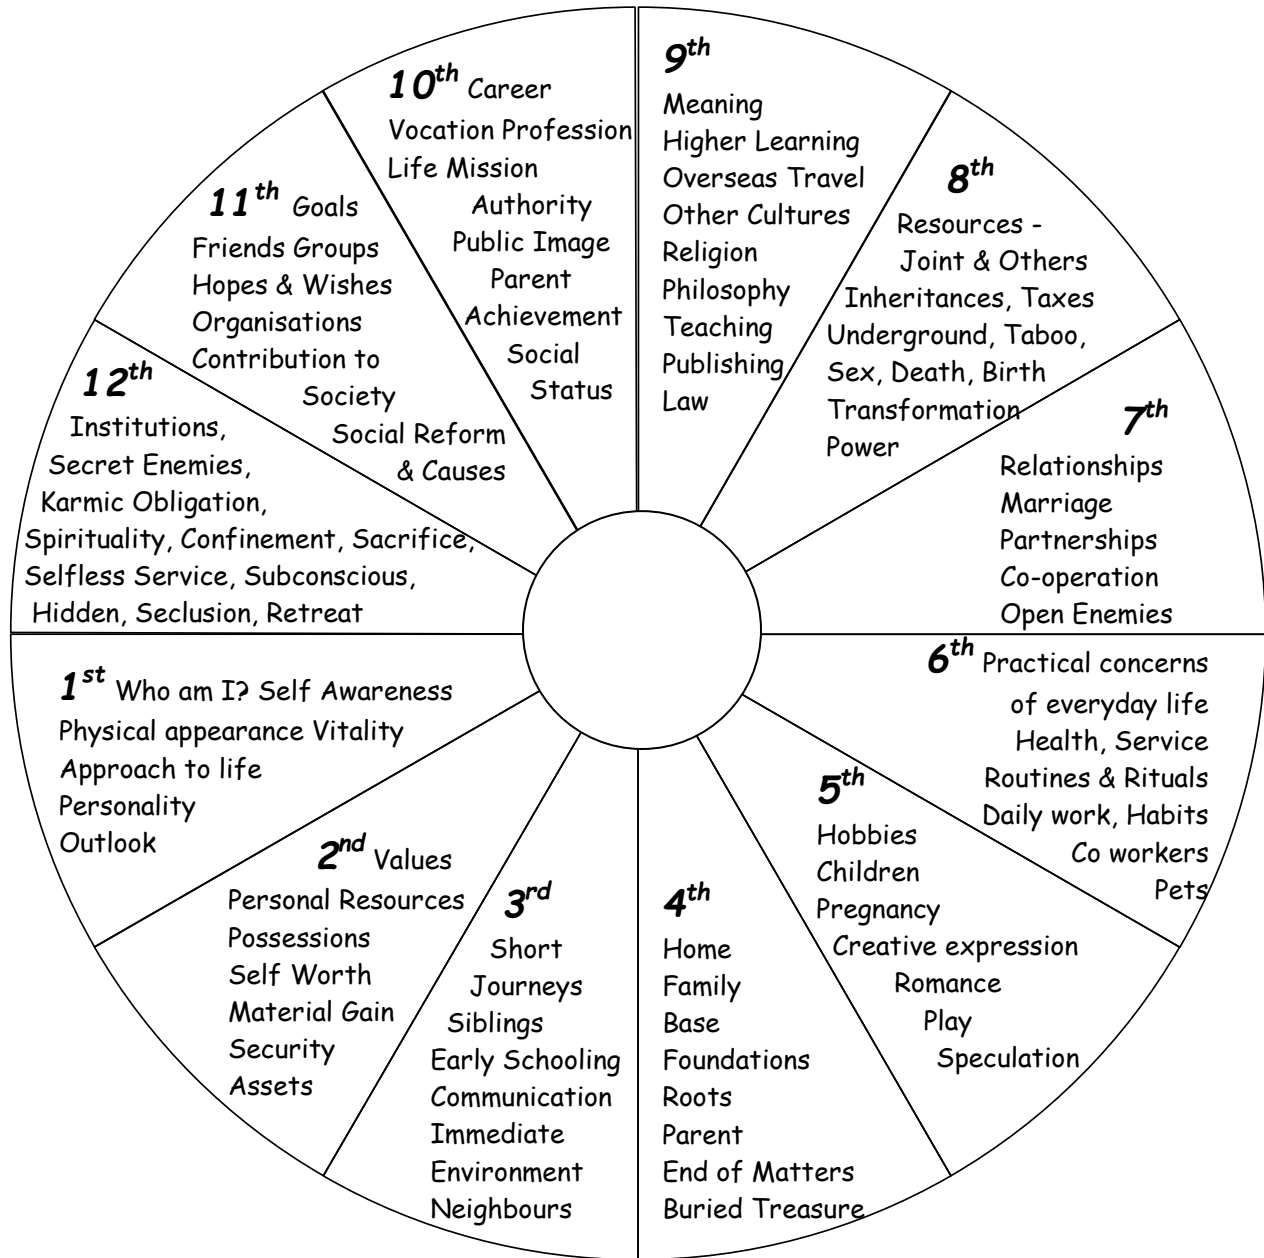 10th Career
Vocation Profession
Life Mission
Authority
Public Image
Parent
Achievement
Social
Status
9th
Meaning
Higher Learning
Overseas Travel
Other Cultures
Religion
Philosophy
Teaching
Publishing
Law
8th
Resources -
Joint & Others
Inheritances, Taxes
Underground, Taboo,
Sex, Death, Birth
Transformation
Power
7th
Relationships
Marriage
Partnerships
Co-operation
Open Enemies
11th Goals
Friends Groups
Hopes & Wishes
Organisations
Contribution to
Society
Social Reform
& Causes
12th
Institutions,
Secret Enemies,
Karmic Obligation,
Spirituality, Confinement, Sacrifice,
Selfless Service, Subconscious,
Hidden, Seclusion, Retreat
1st Who am I? Self Awareness
Physical appearance Vitality
Approach to life
Personality
Outlook
2nd Values
Personal Resources
Possessions
Self Worth
Material Gain
Security
Assets
3rd
Short
Journeys
Siblings
Early Schooling
Communication
Immediate
Environment
Neighbours
4th
Home
Family
Base
Foundations
Roots
Parent
End of Matters
Buried Treasure
5th
Hobbies
Children
Pregnancy
Creative expression
Romance
Play
Speculation
6th Practical concerns
of everyday life
Health, Service
Routines & Rituals
Daily work, Habits
Co workers
Pets